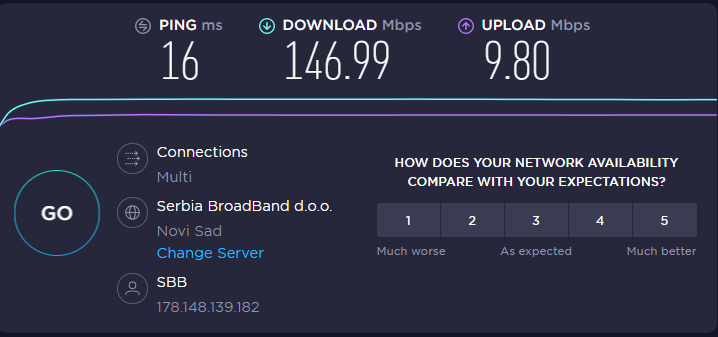 PING ms
16
DOWNLOAD Mbps
146.99
UPLOAD Mbps
9.80
GO
Connections
Multi
Serbia BroadBand d.o.o.
Novi Sad
Change Server
SBB
178.148.139.182
HOW DOES YOUR NETWORK AVAILABILITY
COMPARE WITH YOUR EXPECTATIONS?
1 2 3 4 5
Much worse As expected Much better